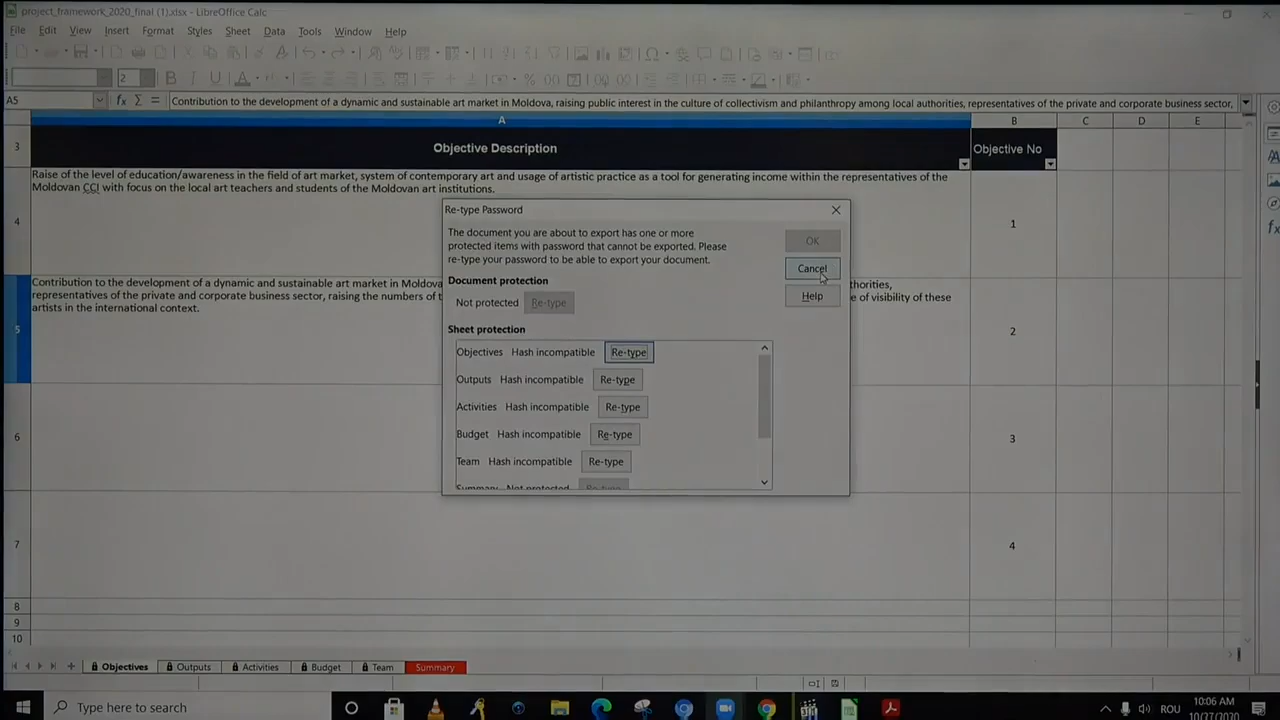 project_framework_2020_final (1).xlsx - LibreOffice Calc
File Edit View Insert Format Styles Sheet Data Tools Window Help
2
A5 Contribution to the development of a dynamic and sustainable art market in Moldova, raising public interest in the culture of collectivism and philanthropy among local authorities, representatives of the private and corporate business sector,
A B C D E
3 Objective Description Objective No
Raise of the level of education/awareness in the field of art market, system of contemporary art and usage of artistic practice as a tool for generating income within the representatives of the
Moldovan CCI with focus on the local art teachers and students of the Moldovan art institutions.
4 1
Contribution to the development of a dynamic and sustainable art market in Moldova
horities,
representatives of the private and corporate business sector, raising the numbers of t
e of visibility of these
artists in the international context.
5 2
6 3
7 4
8
9
10
Re-type Password
The document you are about to export has one or more
protected items with password that cannot be exported. Please
re-type your password to be able to export your document.
OK
Cancel
Help
Document protection
Not protected Re-type
Sheet protection
Objectives Hash incompatible Re-type
Outputs Hash incompatible Re-type
Activities Hash incompatible Re-type
Budget Hash incompatible Re-type
Team Hash incompatible Re-type
Summary Not protected Re-type
Objectives Outputs Activities Budget Team Summary
Type here to search
ROU
10:06 AM
10/27/2020